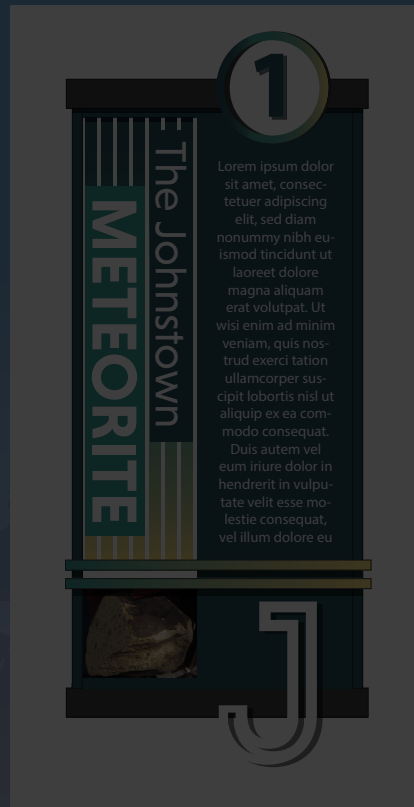 1
The Johnstown
METEORITE
Lorem ipsum dolor
sit amet, consec-
tetuer adipiscing
elit, sed diam
nonummy nibh eu-
ismod tincidunt ut
laoreet dolore
magna aliquam
erat volutpat. Ut
wisi enim ad minim
veniam, quis nos-
trud exerci tation
ullamcorper sus-
cipit lobortis nisl ut
aliquip ex ea com-
modo consequat.
Duis autem vel
eum iriure dolor in
hendrerit in vulpu-
tate velit esse mo-
lestie consequat,
vel illum dolore eu
J